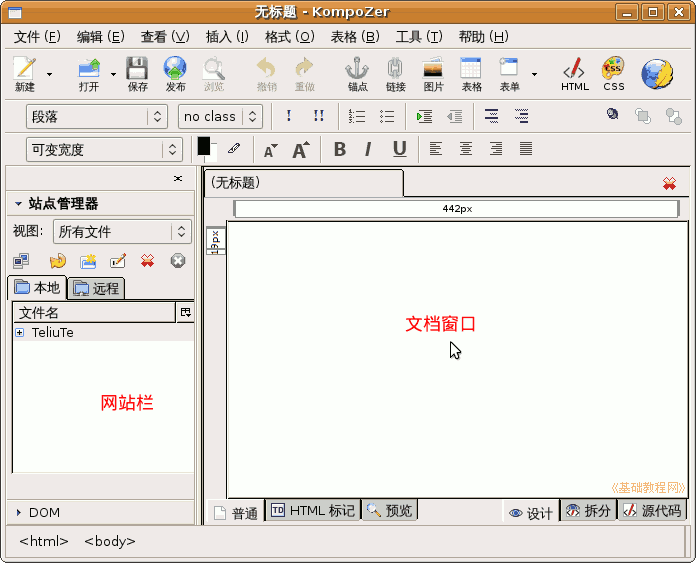 无标题 - KompoZer
文件 (F) 编辑 (E) 查看 (V) 插入 (I) 格式 (O) 表格 (B) 工具 (T) 帮助 (H)
新建 打开 保存 发布 浏览 撤销 重做 锚点 链接 图片 表格 表单 HTML CSS
段落 no class ! !!
可变宽度 A A B I U
(无标题)
站点管理器
442px
视图: 所有文件
本地 远程
文件名
TeliuTe
文档窗口
网站栏
《基础教程网》
DOM
普通 TD HTML 标记 预览 设计 拆分 源代码
<html> <body>